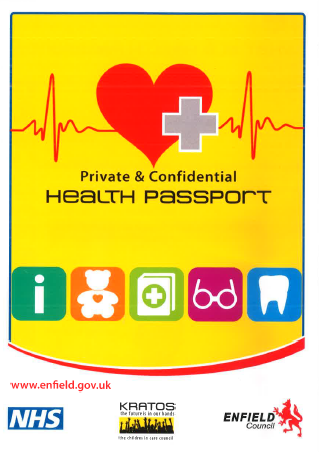 Private & Confidential
HEALTH PASSPORT
i
www.enfield.gov.uk
NHS
KRATOS
the future is in our hands
the children in care council
ENFIELD
Council